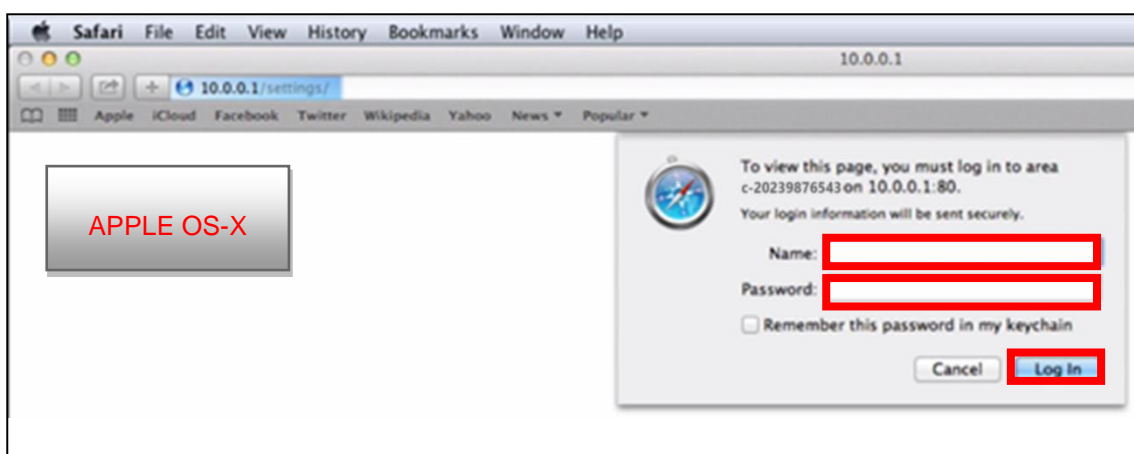 Safari File Edit View History Bookmarks Window Help
10.0.0.1
10.0.0.1/settings/
Apple iCloud Facebook Twitter Wikipedia Yahoo News Popular
APPLE OS-X
To view this page, you must log in to area
c-20239876543 on 10.0.0.1:80.
Your login information will be sent securely.
Name:
Password:
Remember this password in my keychain
Cancel Log In